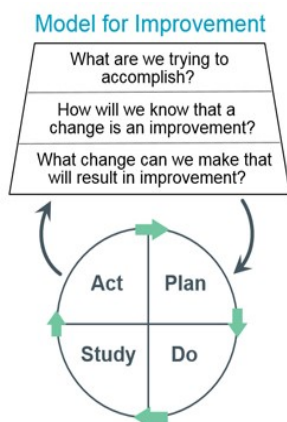 Model for Improvement
What are we trying to
accomplish?
How will we know that a
change is an improvement?
What change can we make that
will result in improvement?
Act
Plan
Study
Do